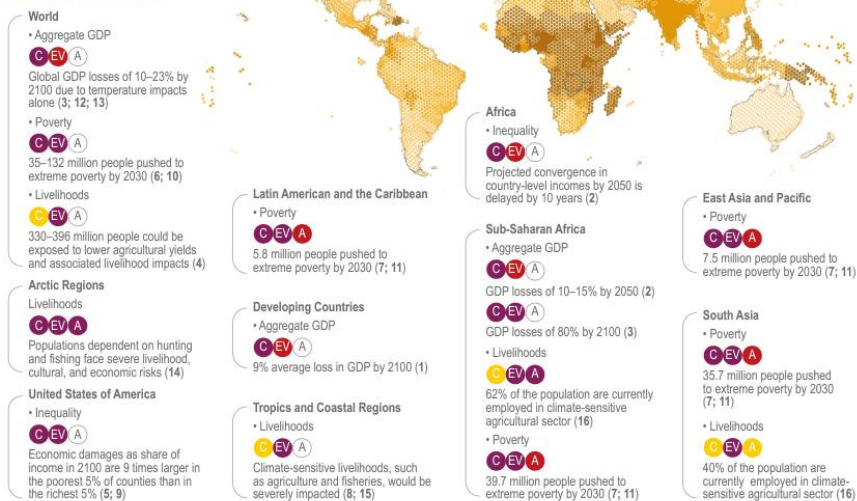 World
• Aggregate GDP
C EV A
Global GDP losses of 10–23% by
2100 due to temperature impacts
alone (3; 12; 13)
• Poverty
C EV A
35–132 million people pushed to
extreme poverty by 2030 (6; 10)
• Livelihoods
C EV A
330–396 million people could be
exposed to lower agricultural yields
and associated livelihood impacts (4)
Arctic Regions
Livelihoods
C EV A
Populations dependent on hunting
and fishing face severe livelihood,
cultural, and economic risks (14)
United States of America
• Inequality
C EV A
Economic damages as share of
income in 2100 are 9 times larger in
the poorest 5% of counties than in
the richest 5% (5; 9)
Latin American and the Caribbean
• Poverty
C EV A
5.8 million people pushed to
extreme poverty by 2030 (7; 11)
Developing Countries
• Aggregate GDP
C EV A
9% average loss in GDP by 2100 (1)
Tropics and Coastal Regions
• Livelihoods
C EV A
Climate-sensitive livelihoods, such
as agriculture and fisheries, would be
severely impacted (8; 15)
Africa
• Inequality
C EV A
Projected convergence in
country-level incomes by 2050 is
delayed by 10 years (2)
Sub-Saharan Africa
• Aggregate GDP
C EV A
GDP losses of 10–15% by 2050 (2)
C EV A
GDP losses of 80% by 2100 (3)
• Livelihoods
C EV A
62% of the population are currently
employed in climate-sensitive
agricultural sector (16)
• Poverty
C EV A
39.7 million people pushed to
extreme poverty by 2030 (7; 11)
East Asia and Pacific
• Poverty
C EV A
7.5 million people pushed to
extreme poverty by 2030 (7; 11)
South Asia
• Poverty
C EV A
35.7 million people pushed
to extreme poverty by 2030
(7; 11)
• Livelihoods
C EV A
40% of the population are
currently employed in climate-
sensitive agricultural sector (16)